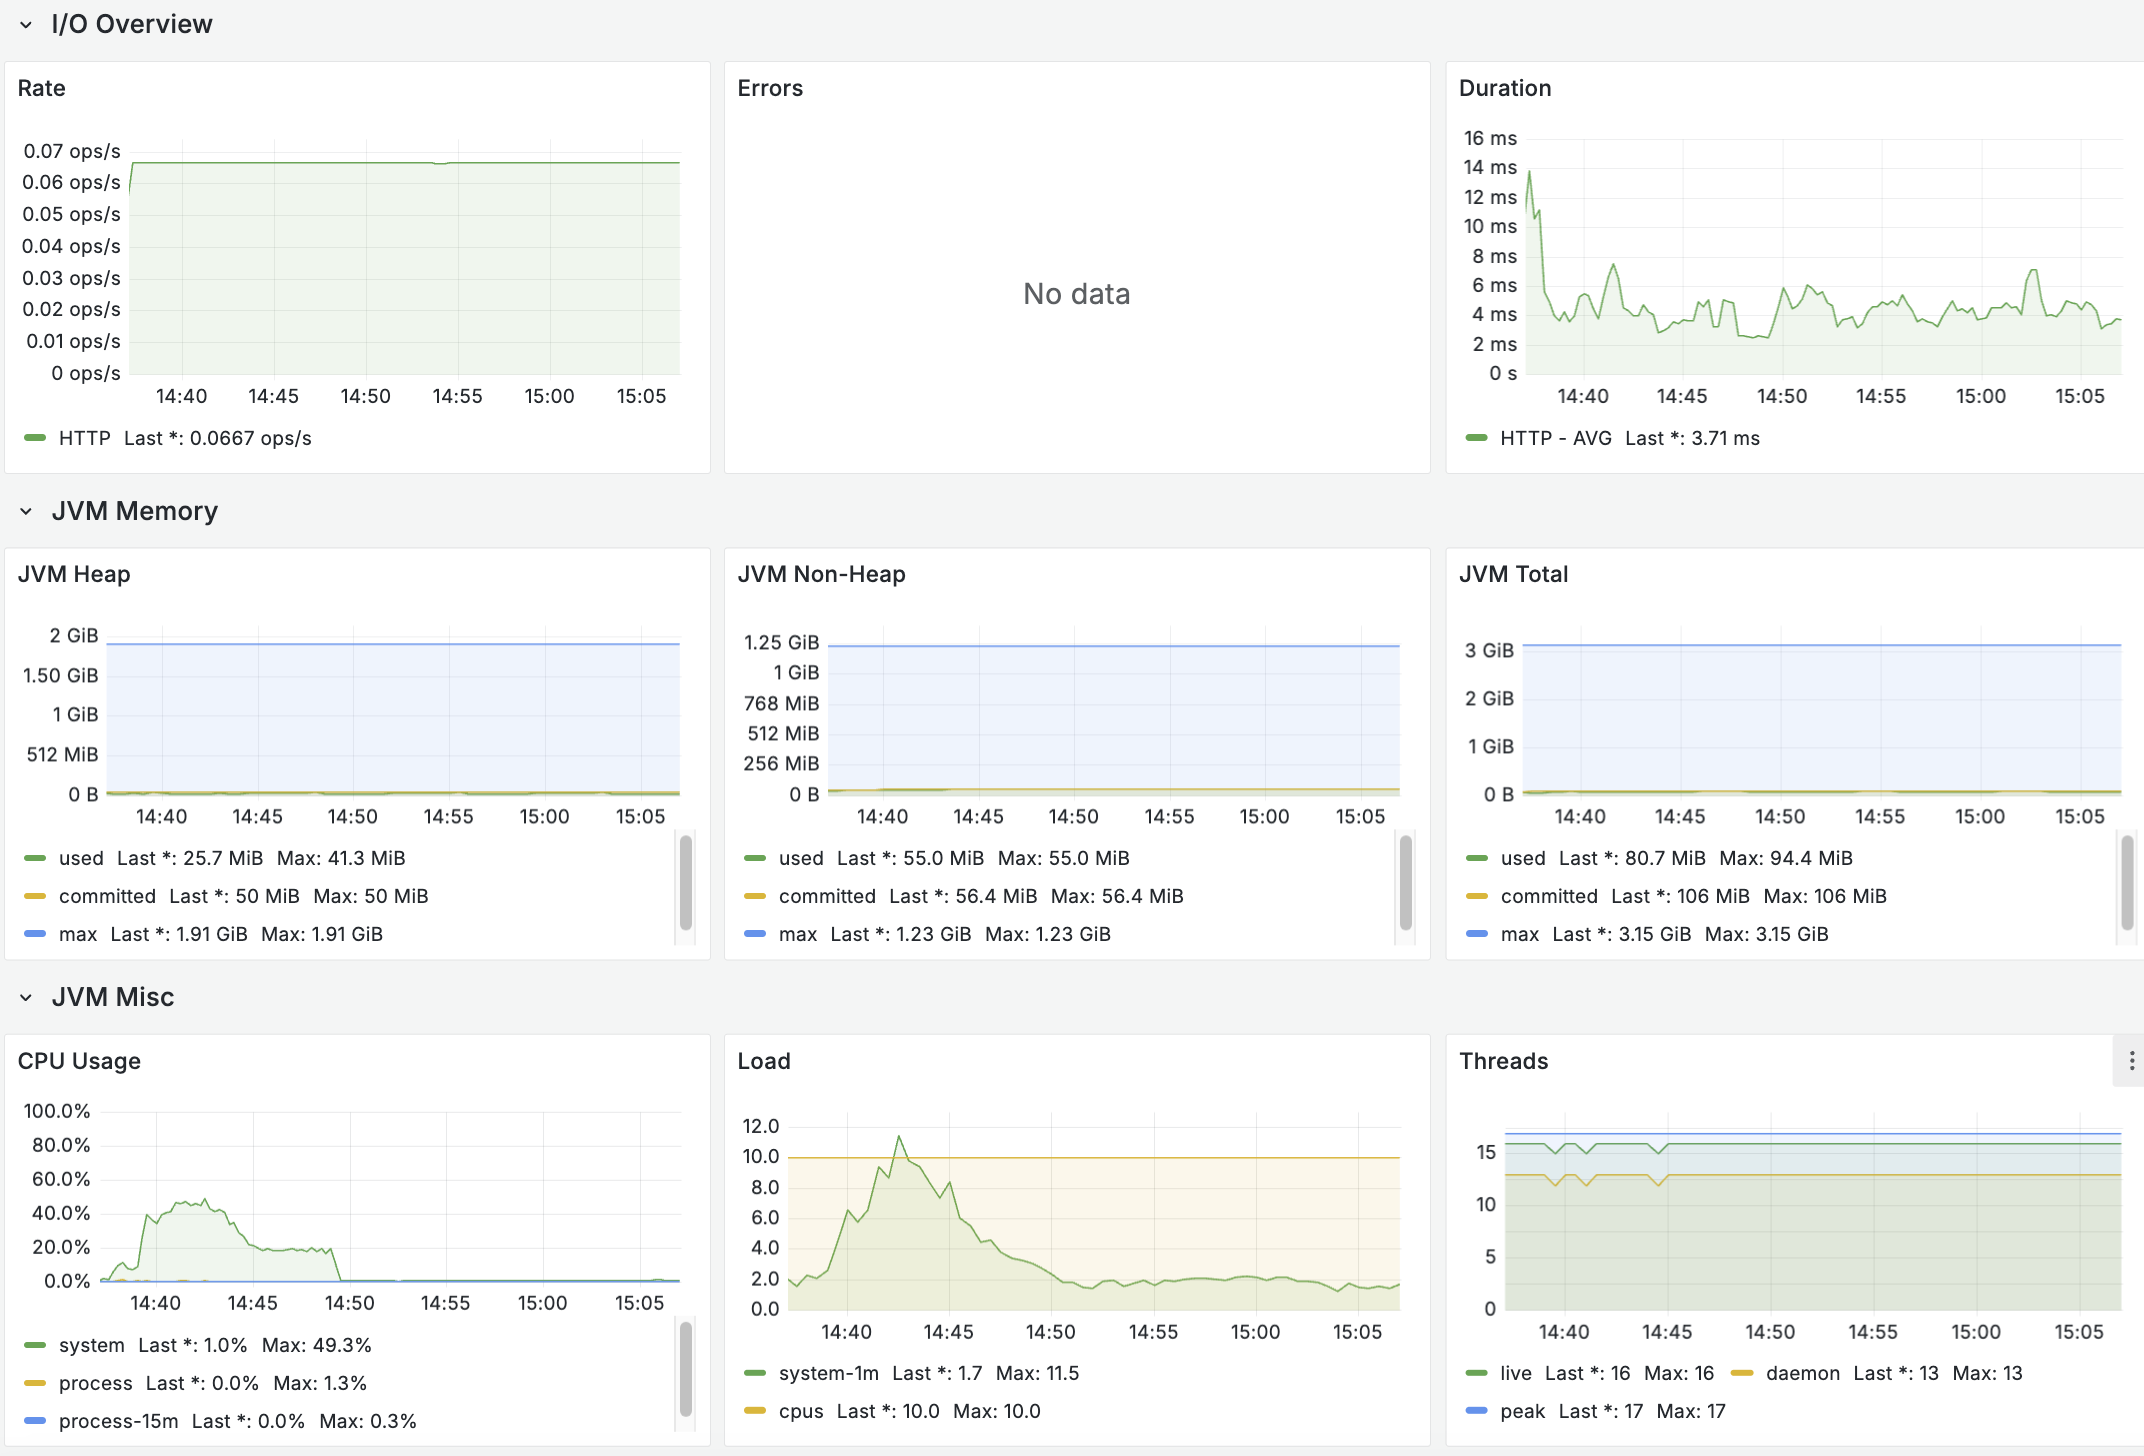 I/O Overview
Rate
0.07 ops/s
0.06 ops/s
0.05 ops/s
0.04 ops/s
0.03 ops/s
0.02 ops/s
0.01 ops/s
0 ops/s
14:40 14:45 14:50 14:55 15:00 15:05
HTTP Last *: 0.0667 ops/s
Errors
No data
Duration
16 ms
14 ms
12 ms
10 ms
8 ms
6 ms
4 ms
2 ms
0 s
14:40 14:45 14:50 14:55 15:00 15:05
HTTP - AVG Last *: 3.71 ms
JVM Memory
JVM Heap
2 GiB
1.50 GiB
1 GiB
512 MiB
0 B
14:40 14:45 14:50 14:55 15:00 15:05
used Last *: 25.7 MiB Max: 41.3 MiB
committed Last *: 50 MiB Max: 50 MiB
max Last *: 1.91 GiB Max: 1.91 GiB
JVM Non-Heap
1.25 GiB
1 GiB
768 MiB
512 MiB
256 MiB
0 B
14:40 14:45 14:50 14:55 15:00 15:05
used Last *: 55.0 MiB Max: 55.0 MiB
committed Last *: 56.4 MiB Max: 56.4 MiB
max Last *: 1.23 GiB Max: 1.23 GiB
JVM Total
3 GiB
2 GiB
1 GiB
0 B
14:40 14:45 14:50 14:55 15:00 15:05
used Last *: 80.7 MiB Max: 94.4 MiB
committed Last *: 106 MiB Max: 106 MiB
max Last *: 3.15 GiB Max: 3.15 GiB
JVM Misc
CPU Usage
100.0%
80.0%
60.0%
40.0%
20.0%
0.0%
14:40 14:45 14:50 14:55 15:00 15:05
system Last *: 1.0% Max: 49.3%
process Last *: 0.0% Max: 1.3%
process-15m Last *: 0.0% Max: 0.3%
Load
12.0
10.0
8.0
6.0
4.0
2.0
0.0
14:40 14:45 14:50 14:55 15:00 15:05
system-1m Last *: 1.7 Max: 11.5
cpus Last *: 10.0 Max: 10.0
Threads
15
10
5
0
14:40 14:45 14:50 14:55 15:00 15:05
live Last *: 16 Max: 16 daemon Last *: 13 Max: 13
peak Last *: 17 Max: 17